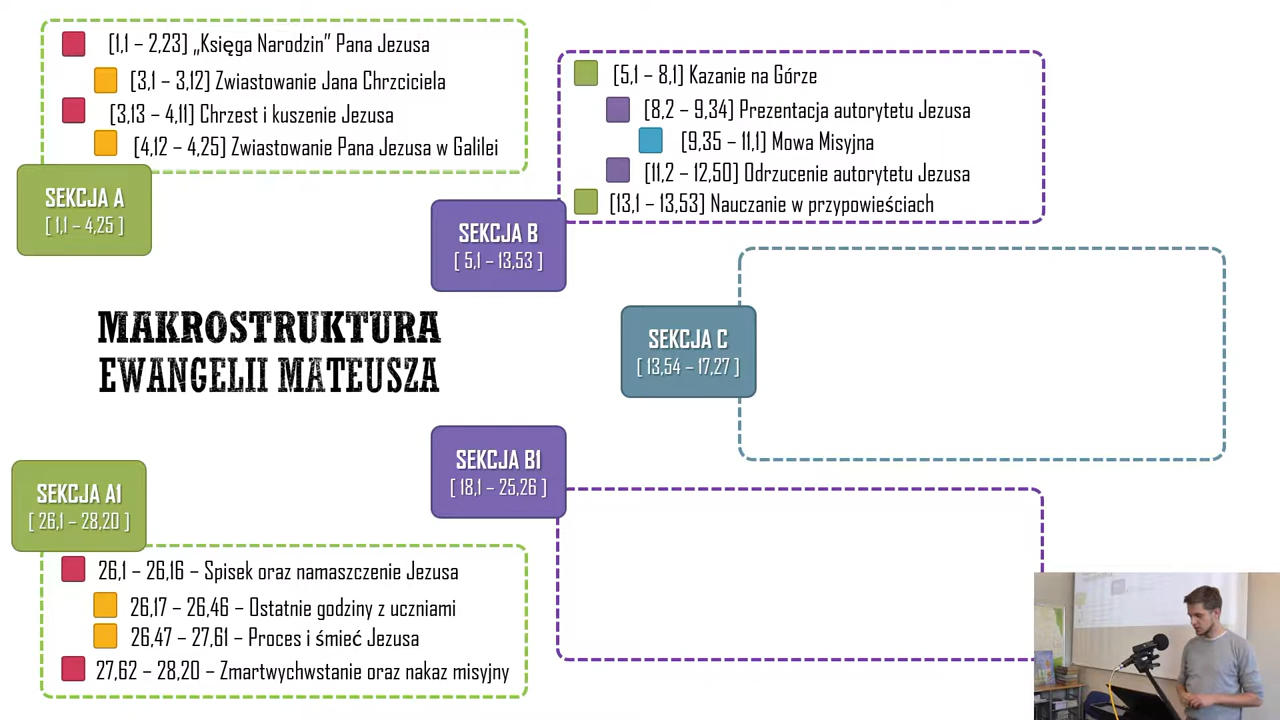 [1,1 – 2,23] „Księga Narodzin” Pana Jezusa
[3,1 – 3,12] Zwiastowanie Jana Chrzciciela
[3,13 – 4,11] Chrzest i kuszenie Jezusa
[4,12 – 4,25] Zwiastowanie Pana Jezusa w Galilei
SEKCJA A
[ 1,1 – 4,25 ]
[5,1 – 8,1] Kazanie na Górze
[8,2 – 9,34] Prezentacja autorytetu Jezusa
[9,35 – 11,1] Mowa Misyjna
[11,2 – 12,50] Odrzucenie autorytetu Jezusa
[13,1 – 13,53] Nauczanie w przypowieściach
SEKCJA B
[ 5,1 – 13,53 ]
MAKROSTRUKTURA
EWANGELII MATEUSZA
SEKCJA C
[ 13,54 – 17,27 ]
SEKCJA B1
[ 18,1 – 25,26 ]
SEKCJA A1
[ 26,1 – 28,20 ]
26,1 – 26,16 – Spisek oraz namaszczenie Jezusa
26,17 – 26,46 – Ostatnie godziny z uczniami
26,47 – 27,61 – Proces i śmieć Jezusa
27,62 – 28,20 – Zmartwychwstanie oraz nakaz misyjny